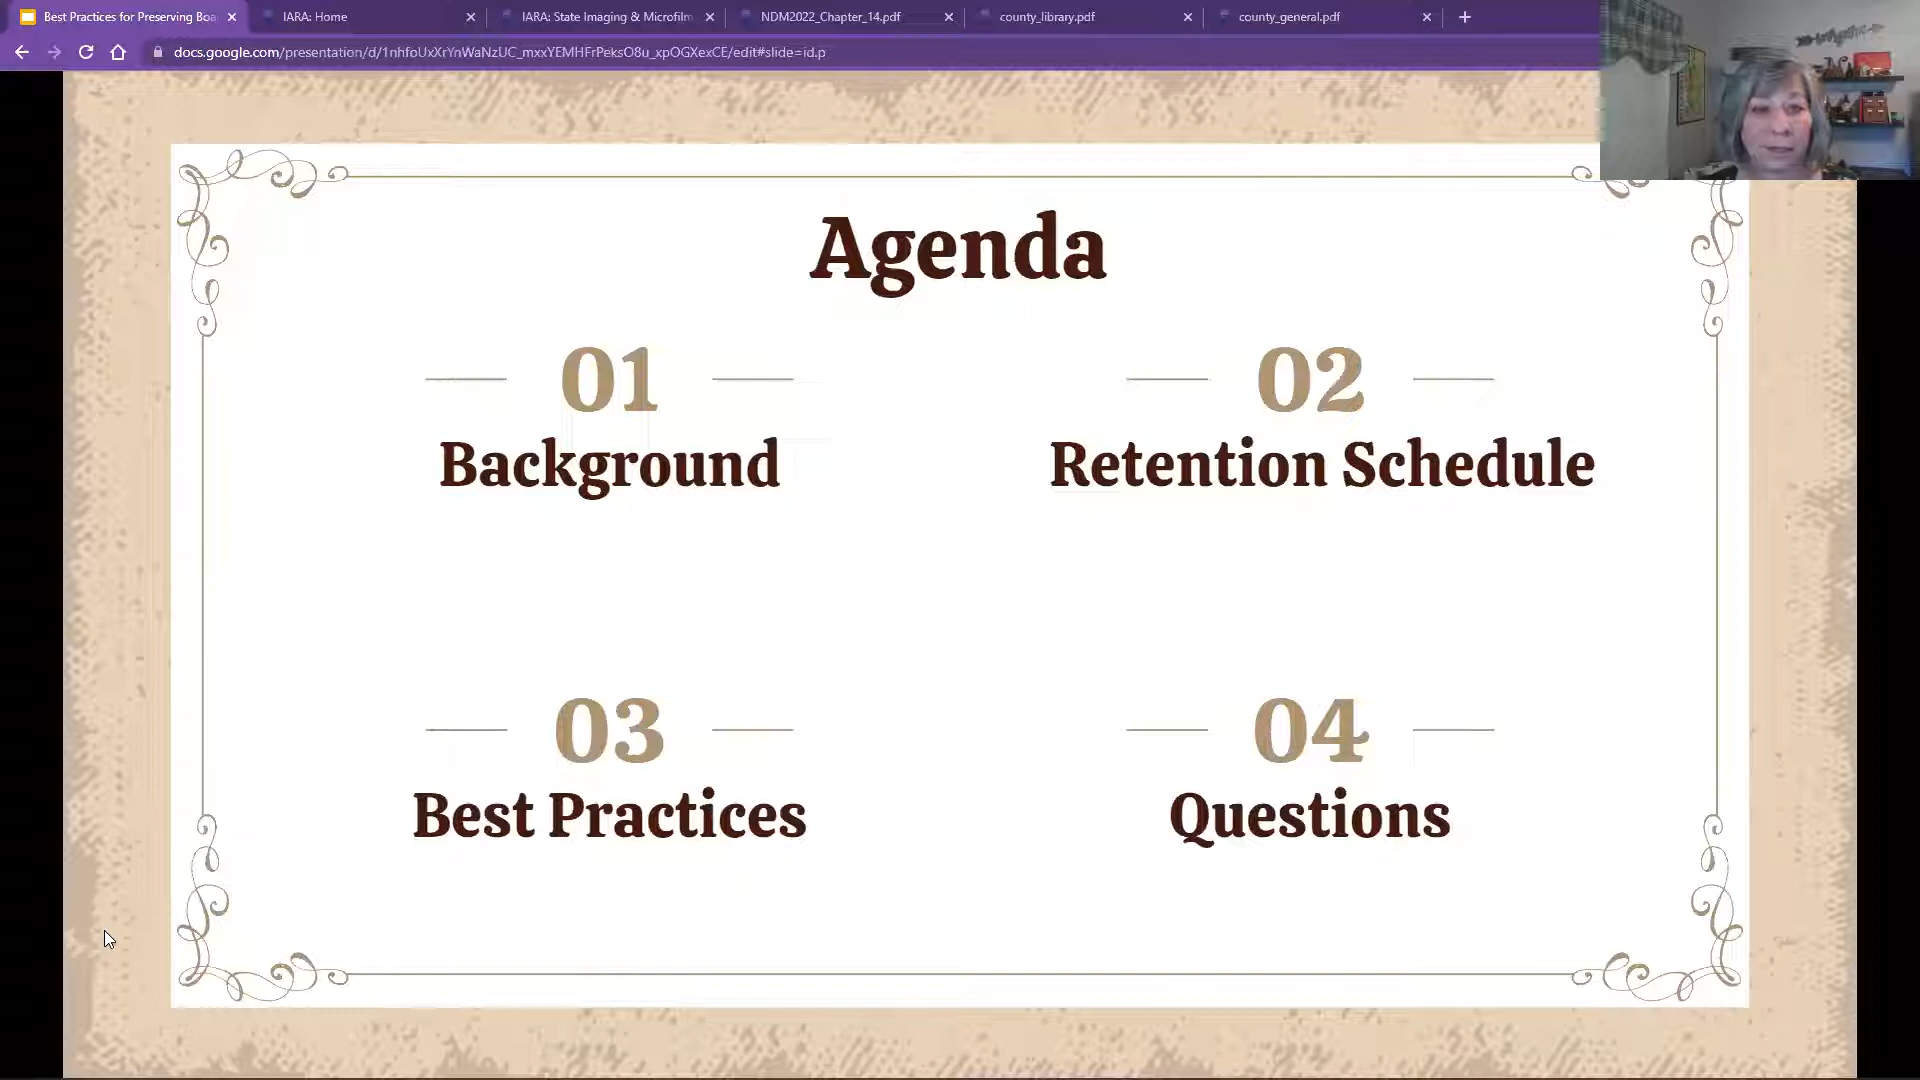 Best Practices for Preserving Boa
IARA: Home
IARA: State Imaging & Microfilm
NDM2022_Chapter_14.pdf
county_library.pdf
county_general.pdf
docs.google.com/presentation/d/1nhfoUxXrYnWaNzUC_mxxYEMHFrPeksO8u_xpOGXexCE/edit#slide=id.p
Agenda
01
Background
02
Retention Schedule
03
Best Practices
04
Questions